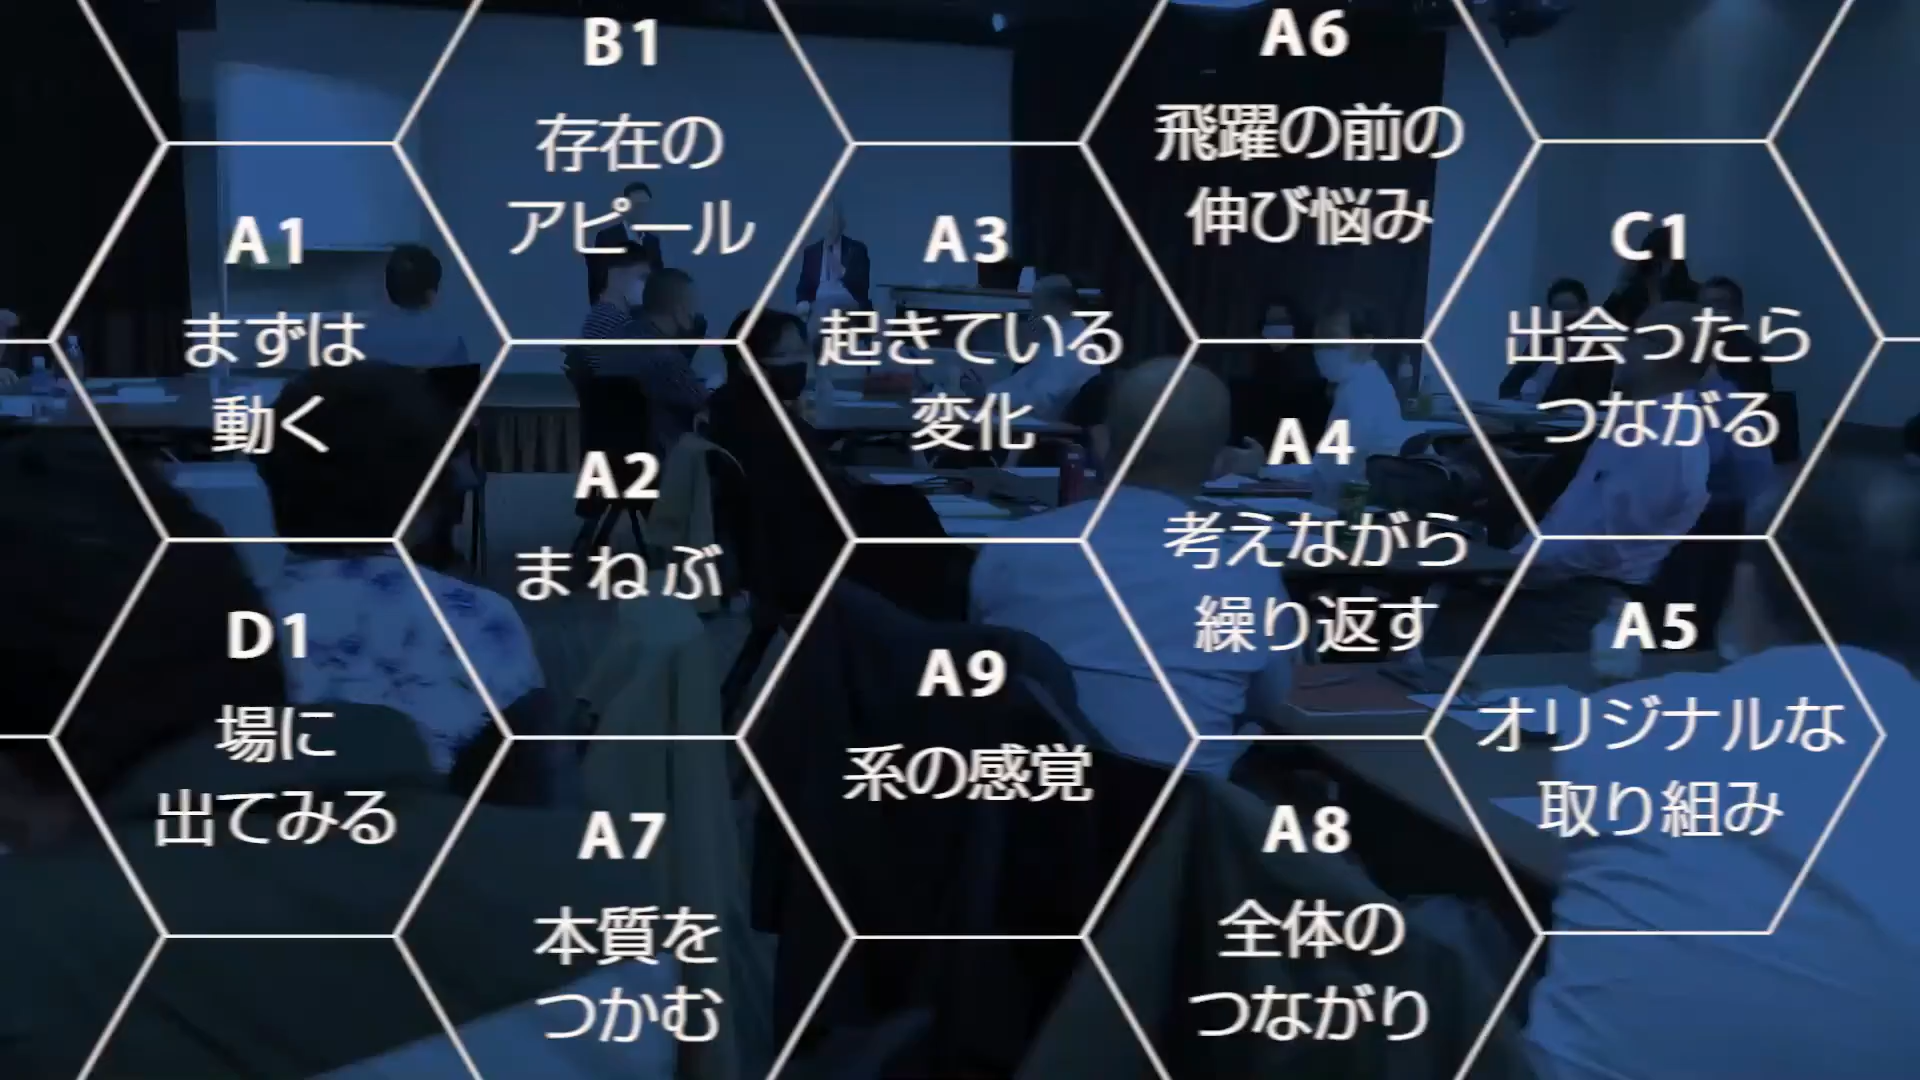 B1
存在の
アピール
A6
飛躍の前の
伸び悩み
A1
まずは
動く
A3
起きている
変化
C1
出会ったら
つながる
A2
まねぶ
A4
考えながら
繰り返す
D1
場に
出てみる
A9
系の感覚
A5
オリジナルな
取り組み
A7
本質を
つかむ
A8
全体の
つながり